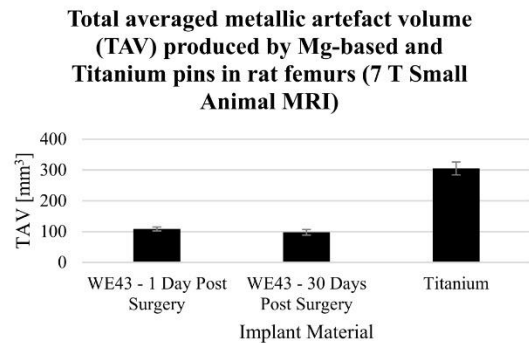 Total averaged metallic artefact volume
(TAV) produced by Mg-based and
Titanium pins in rat femurs (7 T Small
Animal MRI)
400
300
200
100
0
TAV [mm³]
WE43 - 1 Day Post
Surgery
WE43 - 30 Days
Post Surgery
Titanium
Implant Material